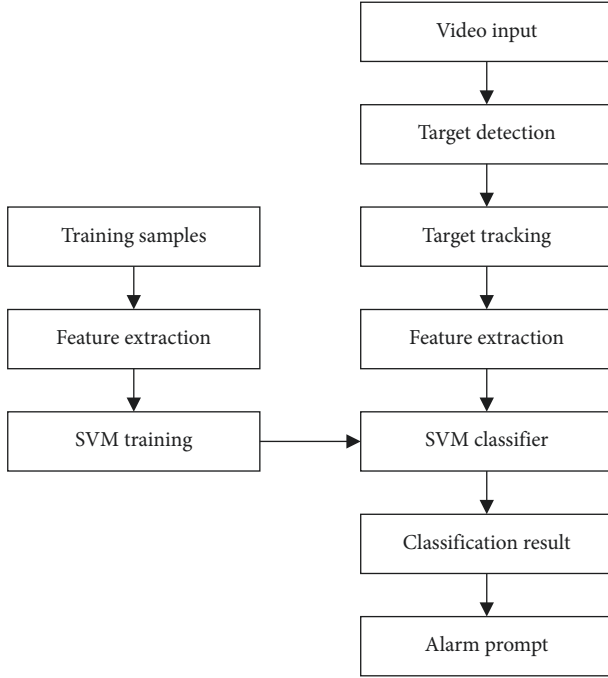 Video input
Target detection
Training samples
Target tracking
Feature extraction
Feature extraction
SVM training
SVM classifier
Classification result
Alarm prompt